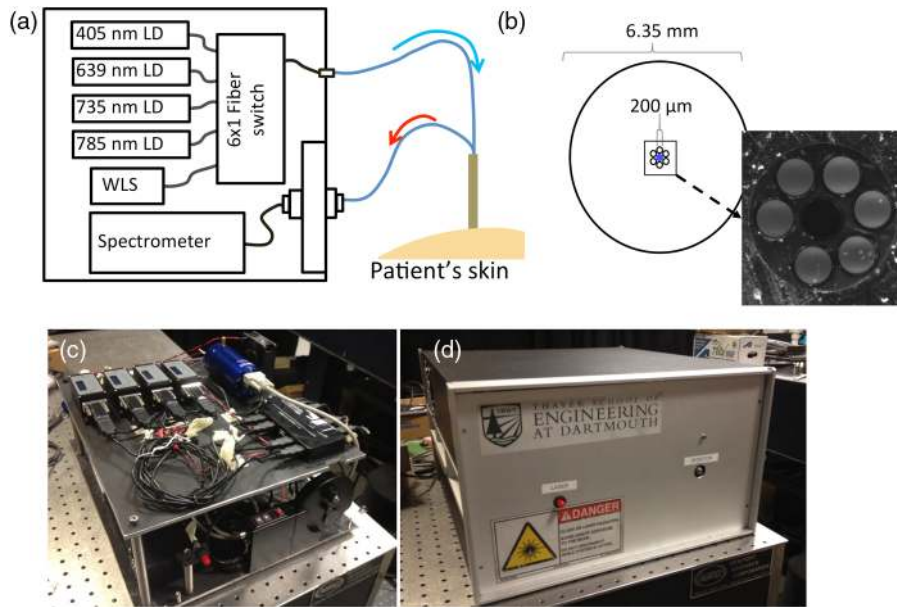 (a)
405 nm LD
639 nm LD
735 nm LD
785 nm LD
WLS
6x1 Fiber
switch
Spectrometer
Patient's skin
(b)
6.35 mm
200 µm
(c)
(d)
THAYER SCHOOL OF
ENGINEERING
AT DARTMOUTH
LASER
DANGER